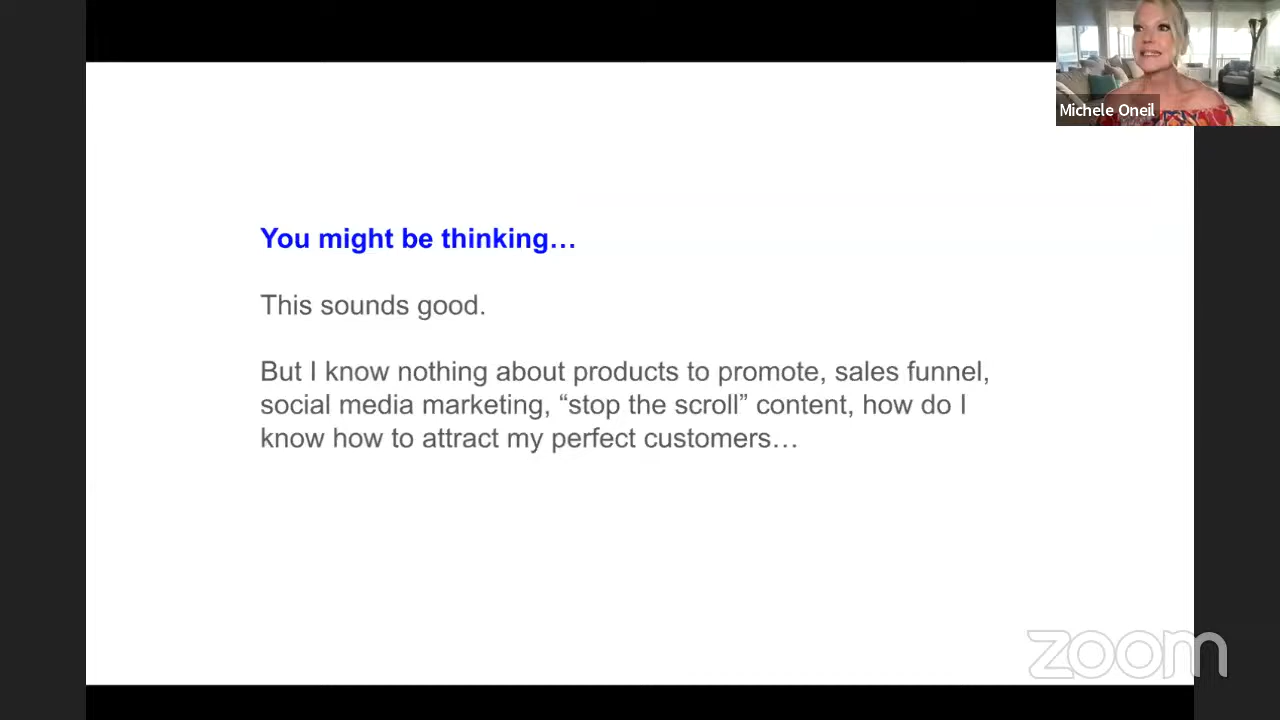 Michele Oneil
You might be thinking…
This sounds good.
But I know nothing about products to promote, sales funnel,
social media marketing, “stop the scroll” content, how do I
know how to attract my perfect customers…
zoom